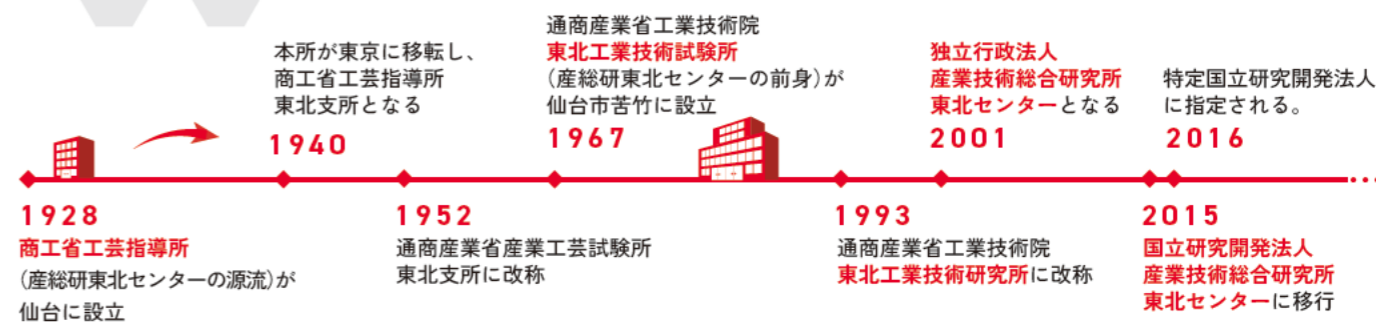 本所が東京に移転し、
商工省工芸指導所
東北支所となる
1940
通商産業省工業技術院
東北工業技術試験所
（産総研東北センターの前身）が
仙台市苦竹に設立
1967
独立行政法人
産業技術総合研究所
東北センターとなる
2001
特定国立研究開発法人
に指定される。
2016
1928
商工省工芸指導所
（産総研東北センターの源流）が
仙台に設立
1952
通商産業省産業工芸試験所
東北支所に改称
1993
通商産業省工業技術院
東北工業技術研究所に改称
2015
国立研究開発法人
産業技術総合研究所
東北センターに移行